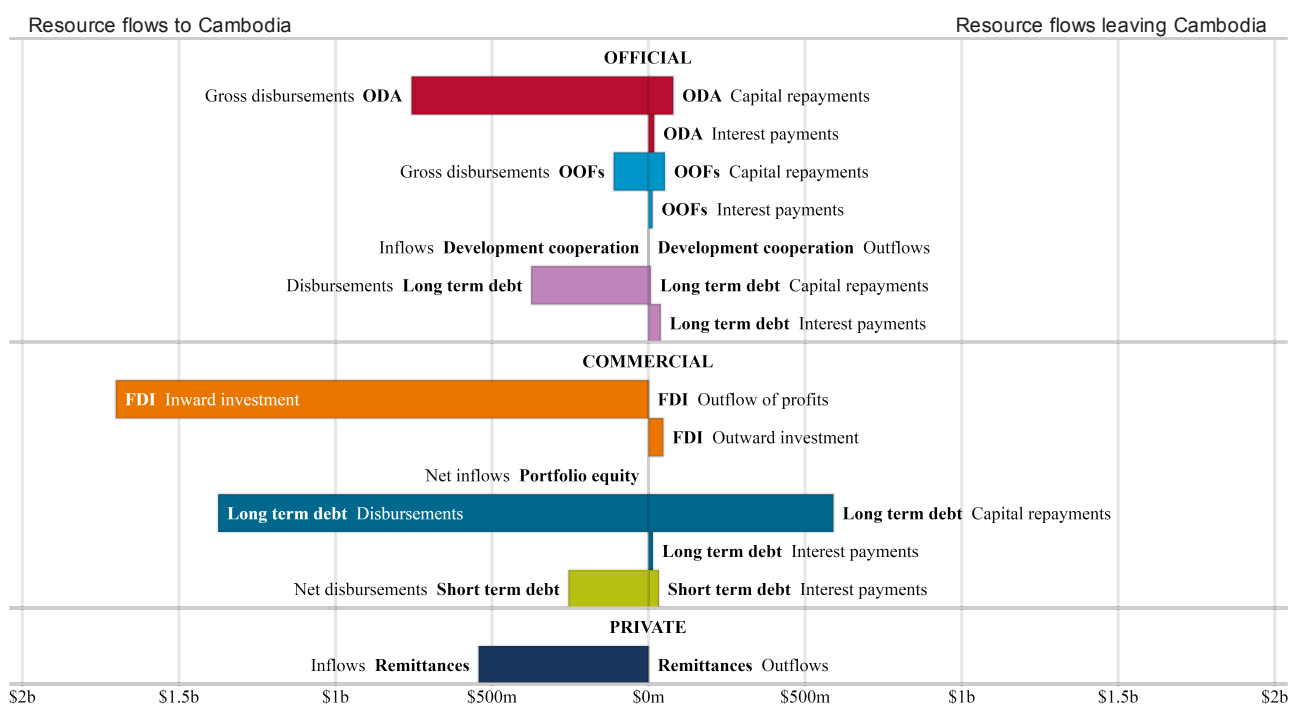 Resource flows to Cambodia Resource flows leaving Cambodia
OFFICIAL
Gross disbursements ODA ODA Capital repayments
ODA Interest payments
Gross disbursements OOFs OOFs Capital repayments
OOFs Interest payments
Inflows Development cooperation Development cooperation Outflows
Disbursements Long term debt Long term debt Capital repayments
Long term debt Interest payments
COMMERCIAL
FDI Inward investment FDI Outflow of profits
FDI Outward investment
Net inflows Portfolio equity
Long term debt Disbursements Long term debt Capital repayments
Long term debt Interest payments
Net disbursements Short term debt Short term debt Interest payments
PRIVATE
Inflows Remittances Remittances Outflows
$2b $1.5b $1b $500m $0m $500m $1b $1.5b $2b